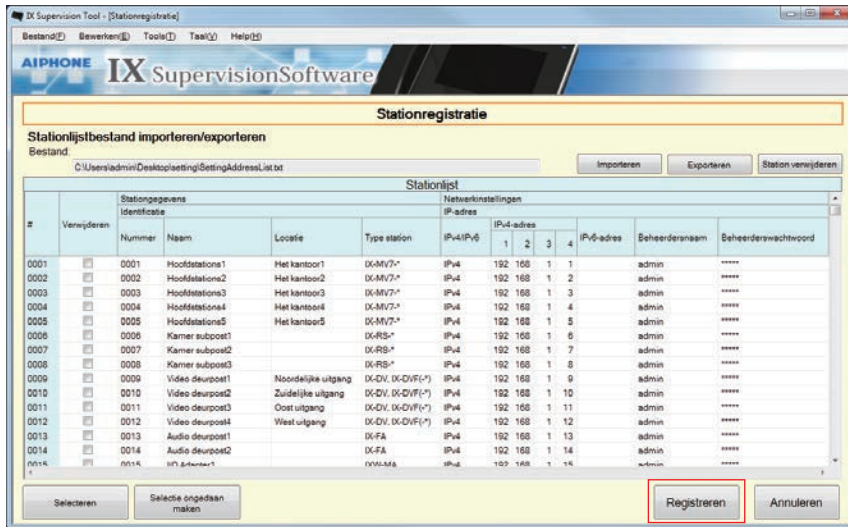 IX Supervision Tool - [Stationregistratie]
Bestand(F) Bewerken(E) Tools(T) Taal(V) Help(H)
AIPHONE IX SupervisionSoftware
Stationregistratie
Stationlijstbestand importeren/exporteren
Bestand:
C:\Users\admin\Desktop\setting\SettingAddressList.txt Importeren Exporteren Station verwijderen
Stationlijst
Stationgegevens Netwerkinstellingen
Identificatie IP-adres
# Verwijderen Nummer Naam Locatie Type station IPv4/IPv6 IPv4-adres IPv6-adres Beheerdersnaam Beheerderswachtwoord
1 2 3 4
0001 0001 Hoofdstations1 Het kantoor1 IX-MV7-* IPv4 192 168 1 1 admin *****
0002 0002 Hoofdstations2 Het kantoor2 IX-MV7-* IPv4 192 168 1 2 admin *****
0003 0003 Hoofdstations3 Het kantoor3 IX-MV7-* IPv4 192 168 1 3 admin *****
0004 0004 Hoofdstations4 Het kantoor4 IX-MV7-* IPv4 192 168 1 4 admin *****
0005 0005 Hoofdstations5 Het kantoor5 IX-MV7-* IPv4 192 168 1 5 admin *****
0006 0006 Kamer subpost1 IX-RS-* IPv4 192 168 1 6 admin *****
0007 0007 Kamer subpost2 IX-RS-* IPv4 192 168 1 7 admin *****
0008 0008 Kamer subpost3 IX-RS-* IPv4 192 168 1 8 admin *****
0009 0009 Video deurpost1 Noordelijke uitgang IX-DV, IX-DVF(-*) IPv4 192 168 1 9 admin *****
0010 0010 Video deurpost2 Zuidelijke uitgang IX-DV, IX-DVF(-*) IPv4 192 168 1 10 admin *****
0011 0011 Video deurpost3 Oost uitgang IX-DV, IX-DVF(-*) IPv4 192 168 1 11 admin *****
0012 0012 Video deurpost4 West uitgang IX-DV, IX-DVF(-*) IPv4 192 168 1 12 admin *****
0013 0013 Audio deurpost1 IX-FA IPv4 192 168 1 13 admin *****
0014 0014 Audio deurpost2 IX-FA IPv4 192 168 1 14 admin *****
0015 0015 I/O Adapter1 IXW-MA IPv4 192 168 1 15 admin *****
Selecteren Selectie ongedaan maken Registreren Annuleren